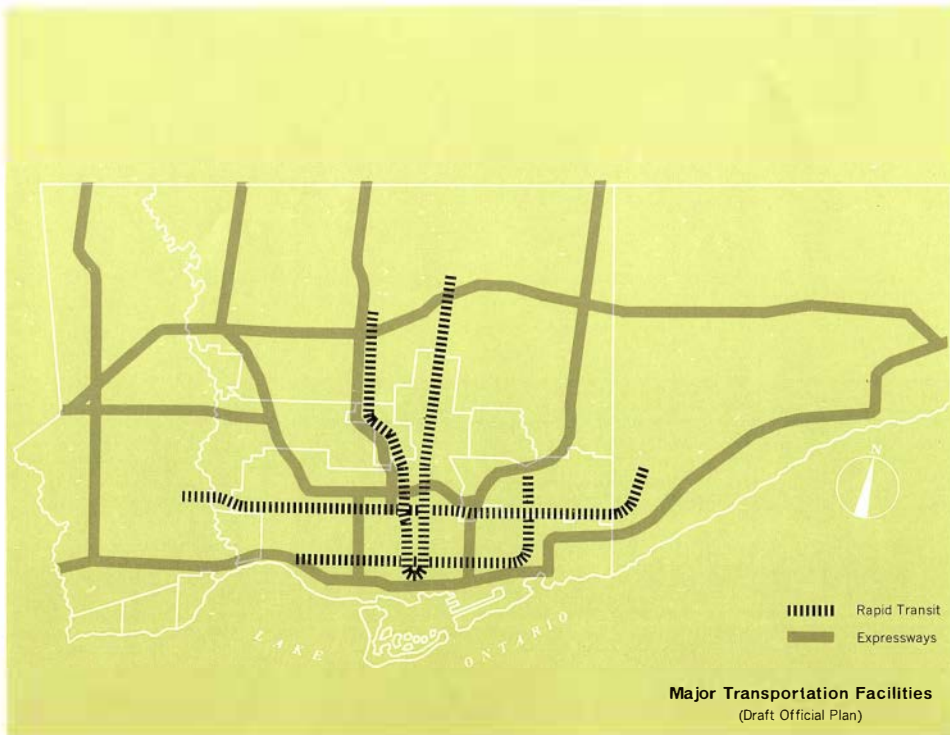 N
LAKE ONTARIO
Rapid Transit
Expressways
Major Transportation Facilities
(Draft Official Plan)